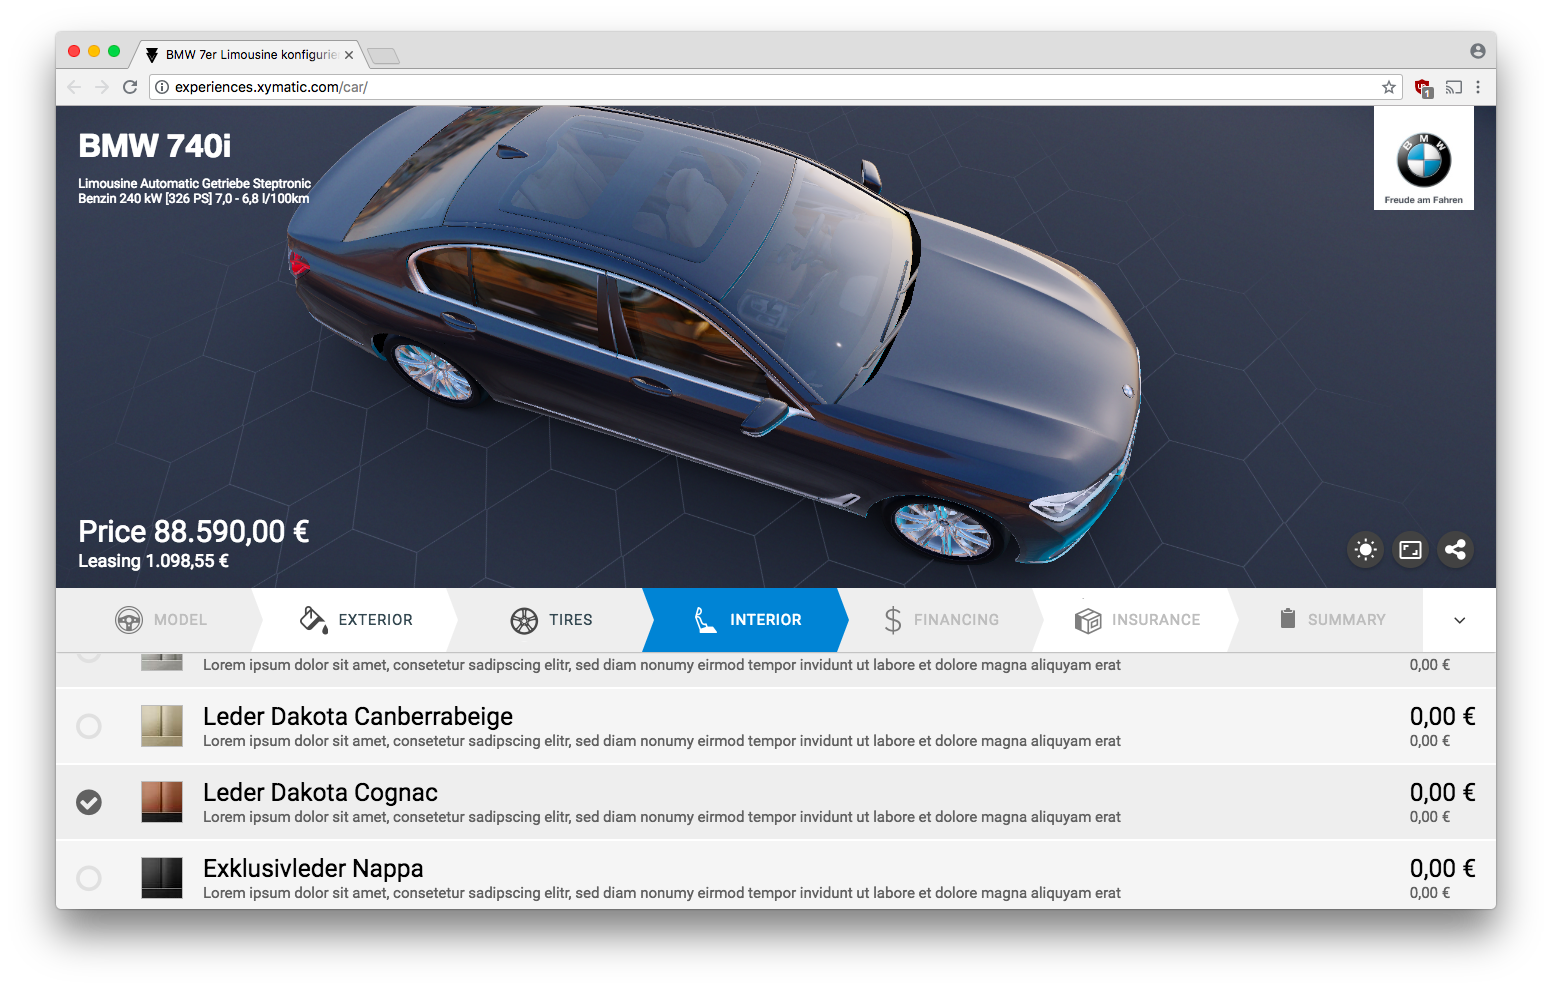 BMW 7er Limousine konfigurie
experiences.xymatic.com/car/
1
BMW 740i
Limousine Automatic Getriebe Steptronic
Benzin 240 kW [326 PS] 7,0 - 6,8 l/100km
BMW
Freude am Fahren
Price 88.590,00 €
Leasing 1.098,55 €
MODEL
EXTERIOR
TIRES
INTERIOR
FINANCING
INSURANCE
SUMMARY
Lorem ipsum dolor sit amet, consetetur sadipscing elitr, sed diam nonumy eirmod tempor invidunt ut labore et dolore magna aliquyam erat
0,00 €
Leder Dakota Canberrabeige
0,00 €
Lorem ipsum dolor sit amet, consetetur sadipscing elitr, sed diam nonumy eirmod tempor invidunt ut labore et dolore magna aliquyam erat
0,00 €
Leder Dakota Cognac
0,00 €
Lorem ipsum dolor sit amet, consetetur sadipscing elitr, sed diam nonumy eirmod tempor invidunt ut labore et dolore magna aliquyam erat
0,00 €
Exklusivleder Nappa
0,00 €
Lorem ipsum dolor sit amet, consetetur sadipscing elitr, sed diam nonumy eirmod tempor invidunt ut labore et dolore magna aliquyam erat
0,00 €